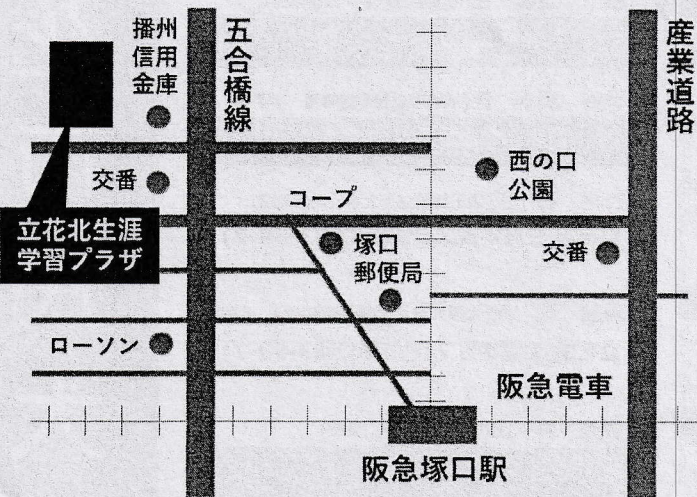 播州
信用
金庫
五合橋線
産業道路
西の口
公園
交番
コープ
立花北生涯
学習プラザ
塚口
郵便局
交番
ローソン
阪急電車
阪急塚口駅